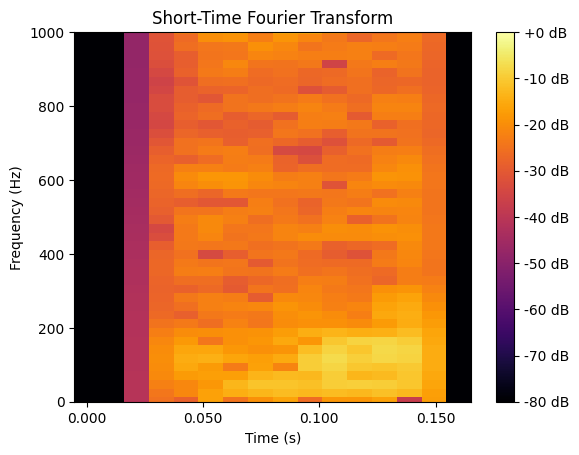 Short-Time Fourier Transform
1000
800
600
400
200
0
Frequency (Hz)
0.000
0.050
0.100
0.150
Time (s)
+0 dB
-10 dB
-20 dB
-30 dB
-40 dB
-50 dB
-60 dB
-70 dB
-80 dB